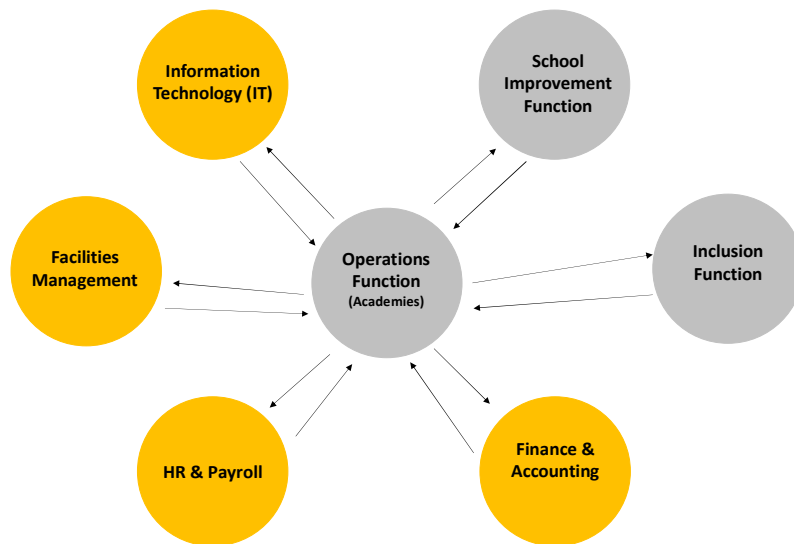 Information
Technology (IT)
School
Improvement
Function
Facilities
Management
Operations
Function
(Academies)
Inclusion
Function
HR & Payroll
Finance &
Accounting